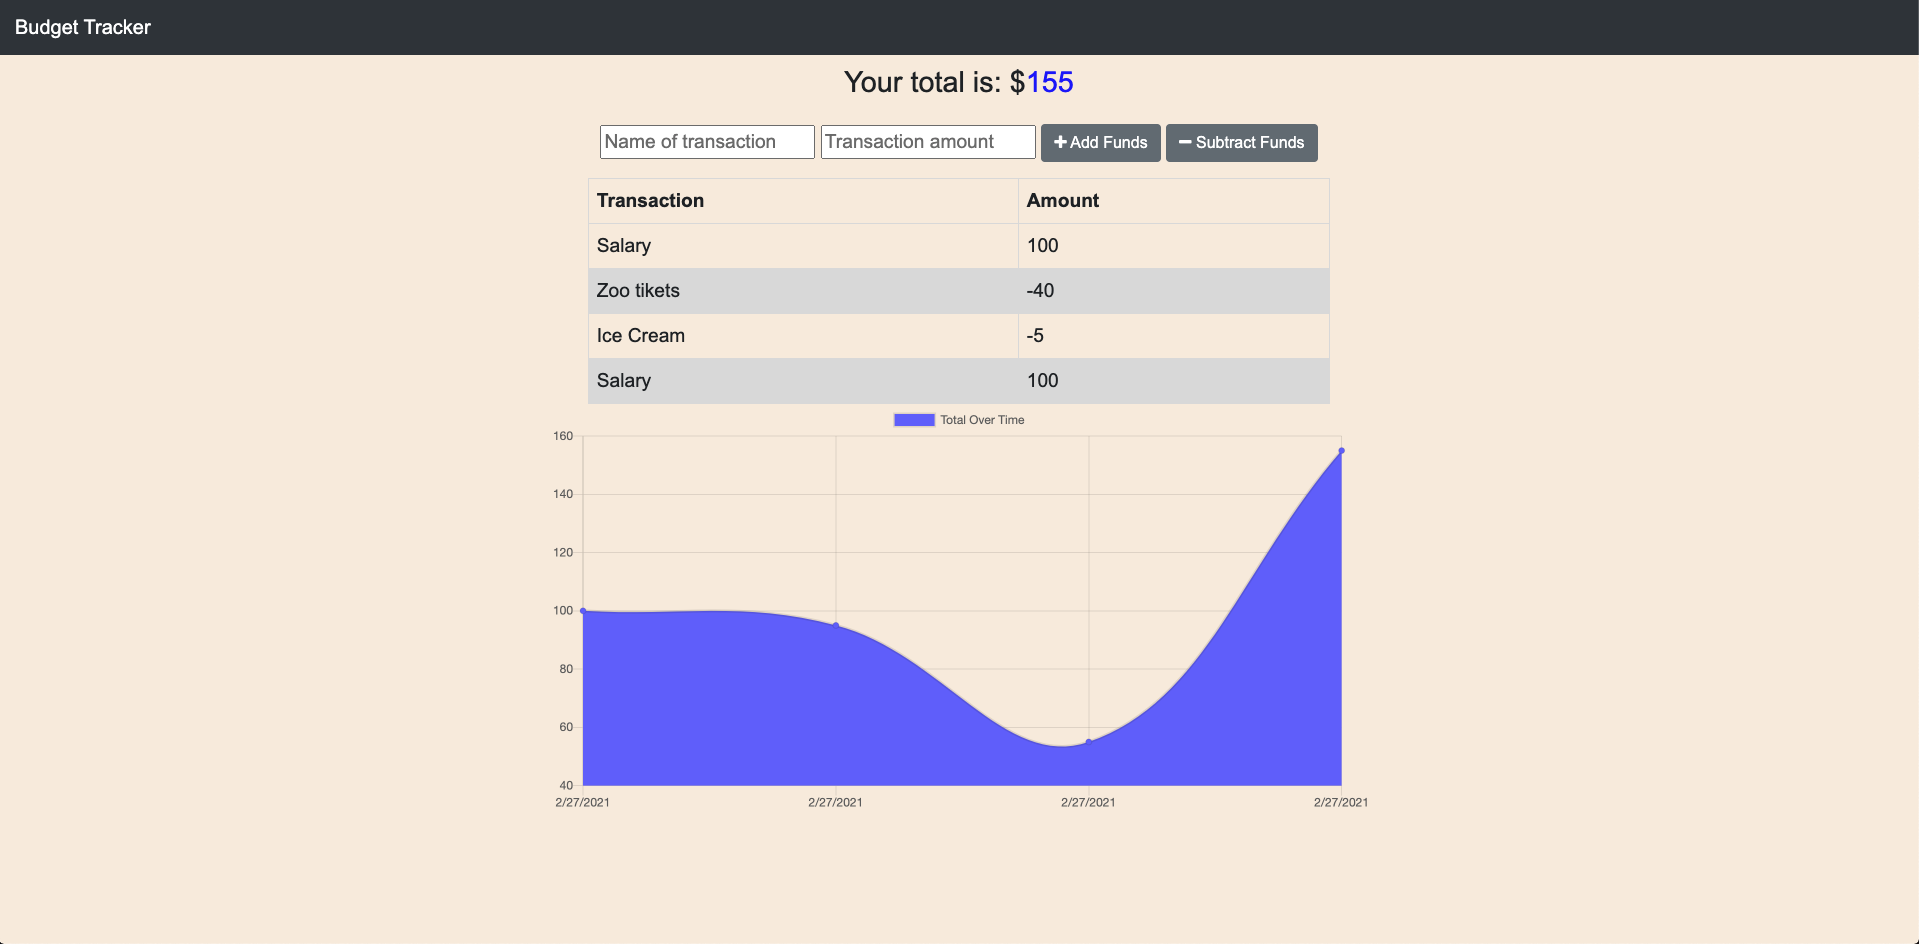 Budget Tracker
Your total is: $155
Name of transaction Transaction amount + Add Funds − Subtract Funds
Transaction Amount
Salary 100
Zoo tikets -40
Ice Cream -5
Salary 100
Total Over Time
160
140
120
100
80
60
40
2/27/2021 2/27/2021 2/27/2021 2/27/2021